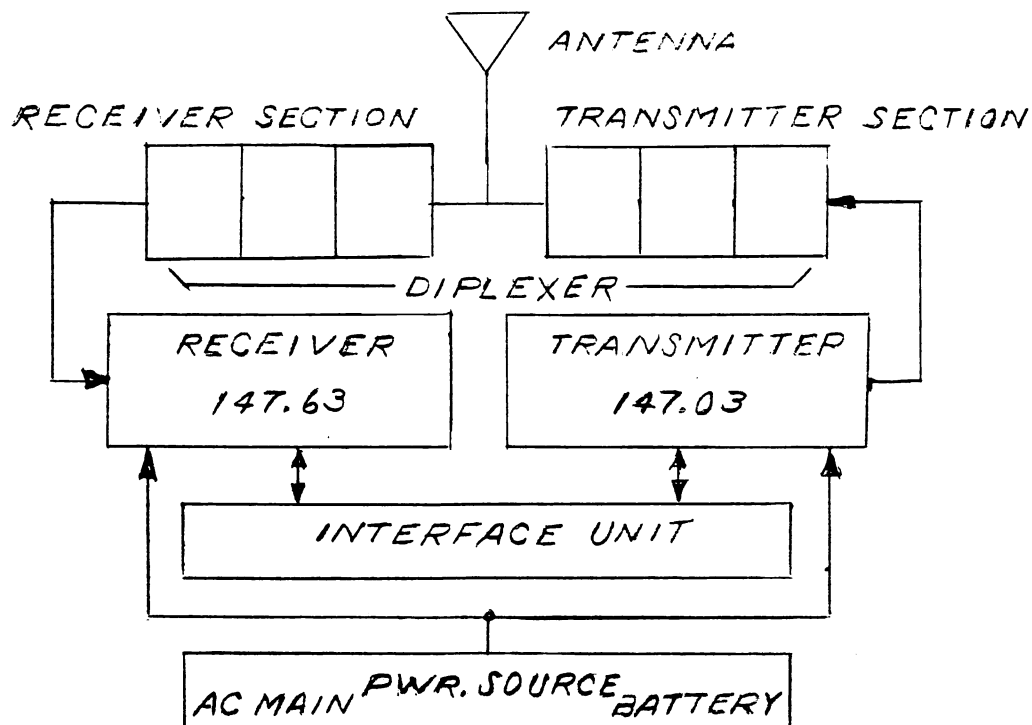 ANTENNA
RECEIVER SECTION
TRANSMITTER SECTION
DIPLEXER
RECEIVER
147.63
TRANSMITTER
147.03
INTERFACE UNIT
AC MAIN PWR. SOURCE BATTERY